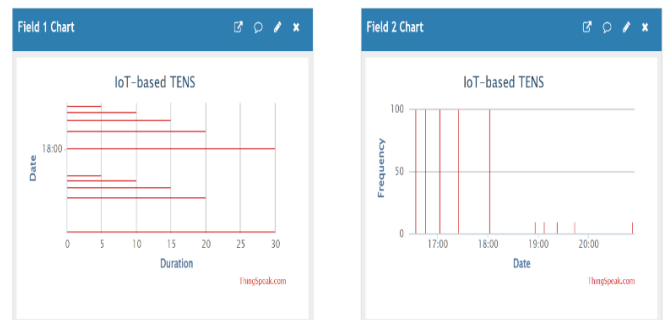 Field 1 Chart
IoT-based TENS
18:00
Date
0 5 10 15 20 25 30
Duration
ThingSpeak.com
Field 2 Chart
IoT-based TENS
100
50
0
Frequency
17:00 18:00 19:00 20:00
Date
ThingSpeak.com